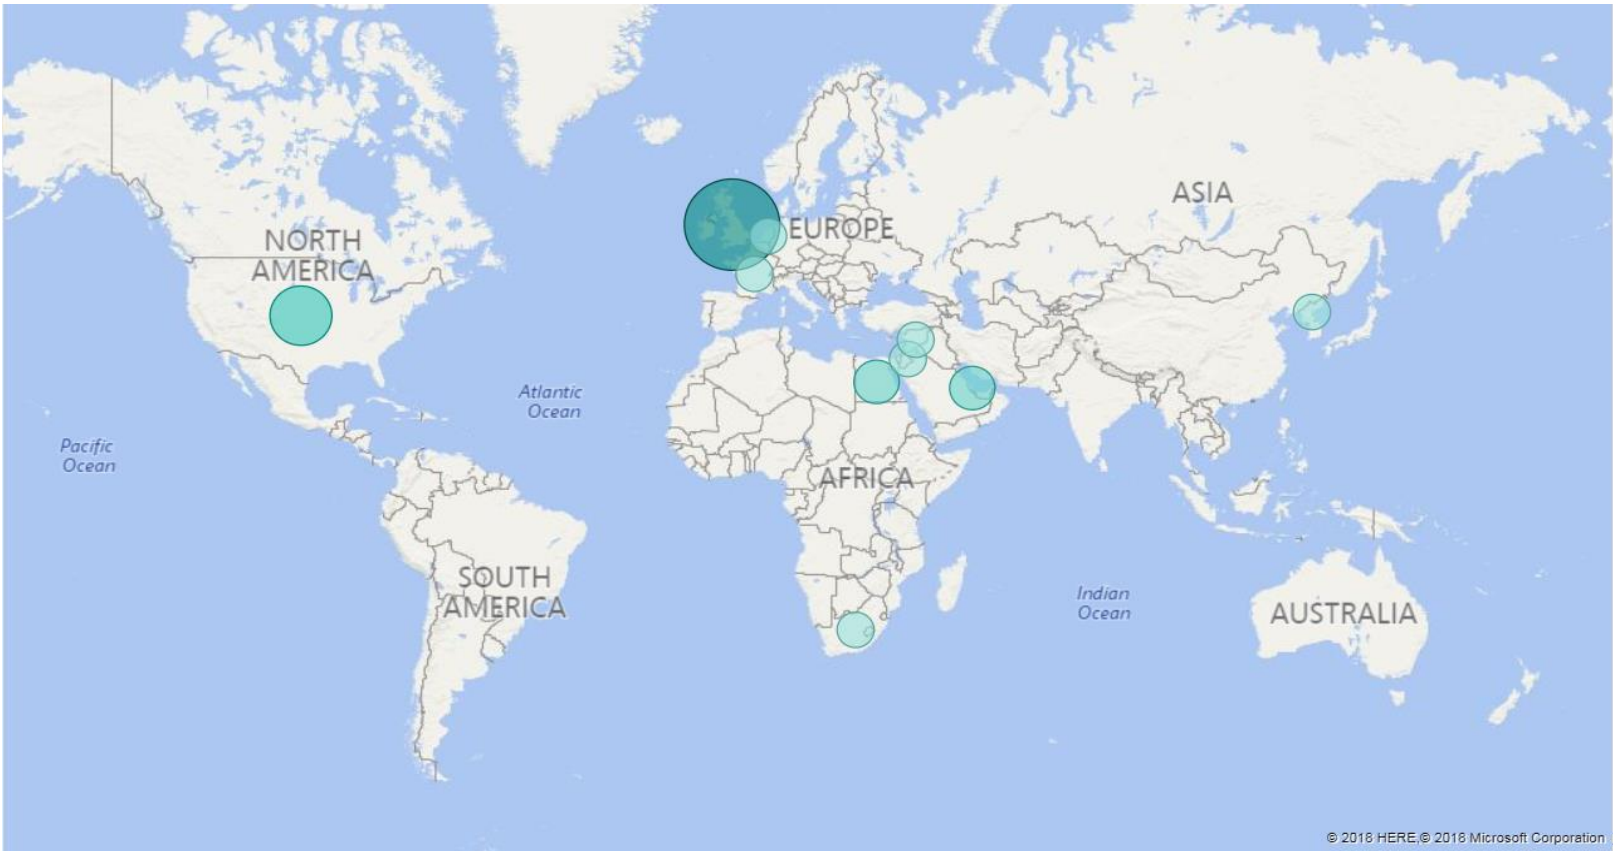 ASIA
NORTH
AMERICA
EUROPE
Atlantic
Ocean
Pacific
Ocean
AFRICA
SOUTH
AMERICA
Indian
Ocean
AUSTRALIA
© 2018 HERE,© 2018 Microsoft Corporation